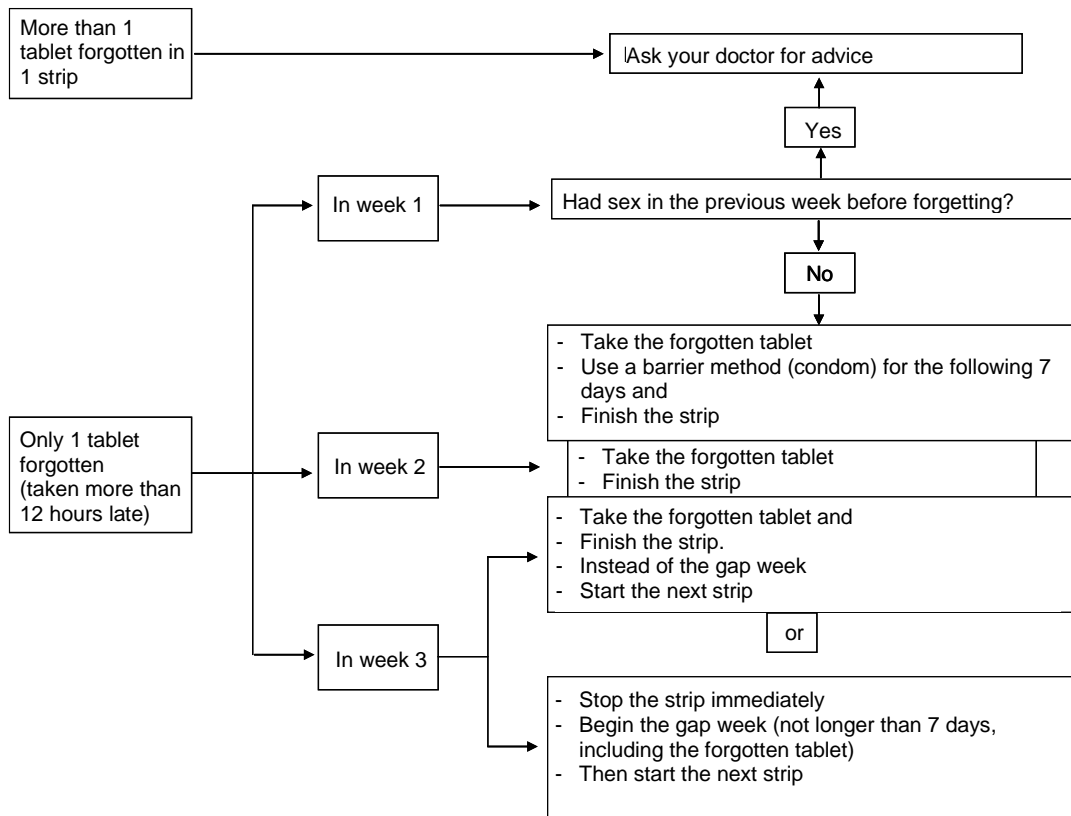 More than 1
tablet forgotten in
1 strip
Ask your doctor for advice
Yes
In week 1
Had sex in the previous week before forgetting?
No
- Take the forgotten tablet
- Use a barrier method (condom) for the following 7
days and
- Finish the strip
Only 1 tablet
forgotten
(taken more than
12 hours late)
In week 2
- Take the forgotten tablet
- Finish the strip
- Take the forgotten tablet and
- Finish the strip.
- Instead of the gap week
- Start the next strip
or
In week 3
- Stop the strip immediately
- Begin the gap week (not longer than 7 days,
including the forgotten tablet)
- Then start the next strip